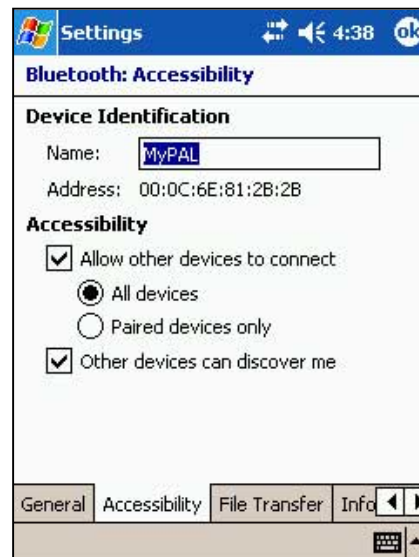 Settings 4:38 ok
Bluetooth: Accessibility
Device Identification
Name: MyPAL
Address: 00:0C:6E:81:2B:2B
Accessibility
Allow other devices to connect
All devices
Paired devices only
Other devices can discover me
General Accessibility File Transfer Info